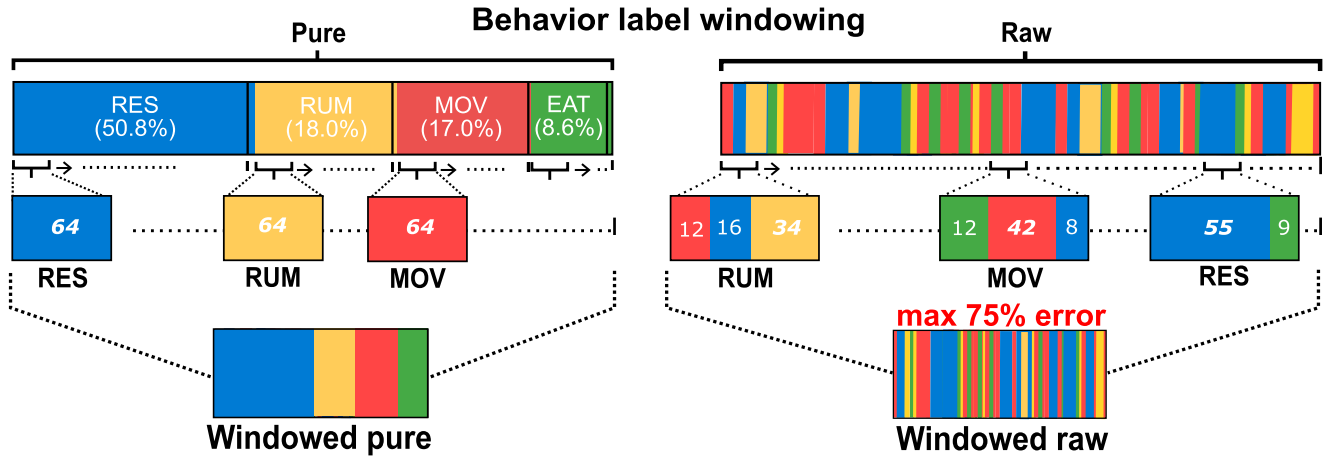 Behavior label windowing
Pure
Raw
RES
(50.8%)
RUM
(18.0%)
MOV
(17.0%)
EAT
(8.6%)
64
64
64
12 16 34
12 42 8
55 9
RES
RUM
MOV
RUM
MOV
RES
max 75% error
Windowed pure
Windowed raw